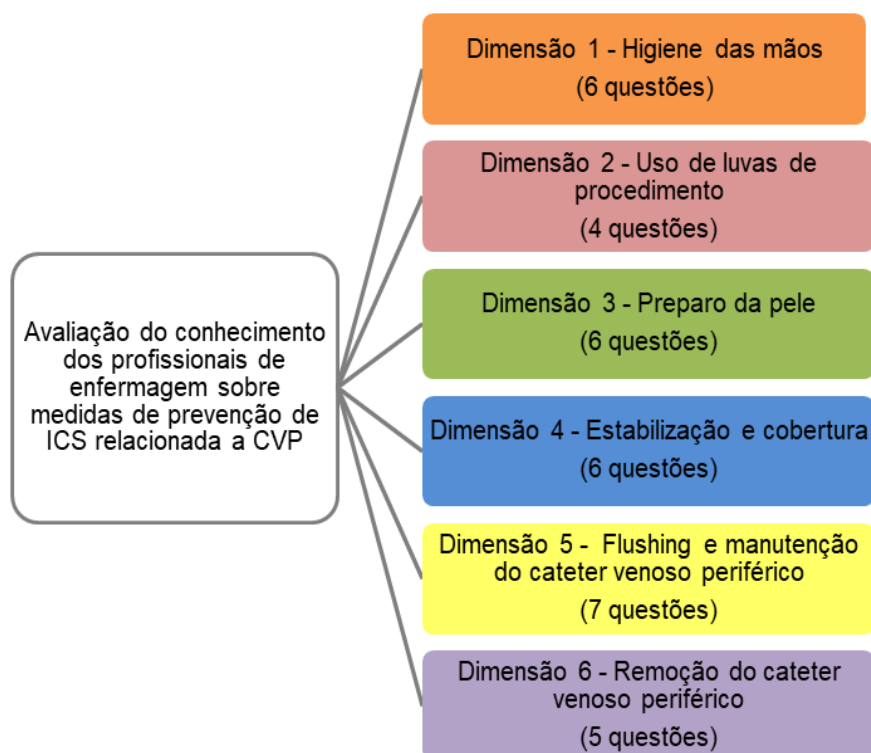 Avaliação do conhecimento
dos profissionais de
enfermagem sobre
medidas de prevenção de
ICS relacionada a CVP
Dimensão 1 - Higiene das mãos
(6 questões)
Dimensão 2 - Uso de luvas de
procedimento
(4 questões)
Dimensão 3 - Preparo da pele
(6 questões)
Dimensão 4 - Estabilização e cobertura
(6 questões)
Dimensão 5 - Flushing e manutenção
do cateter venoso periférico
(7 questões)
Dimensão 6 - Remoção do cateter
venoso periférico
(5 questões)